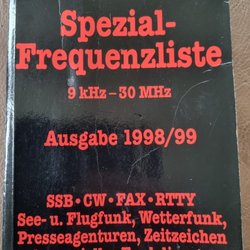 Spezial-
Frequenzliste
9 kHz – 30 MHz
Ausgabe 1998/99
SSB · CW · FAX · RTTY
See- u. Flugfunk, Wetterfunk,
Presseagenturen, Zeitzeichen